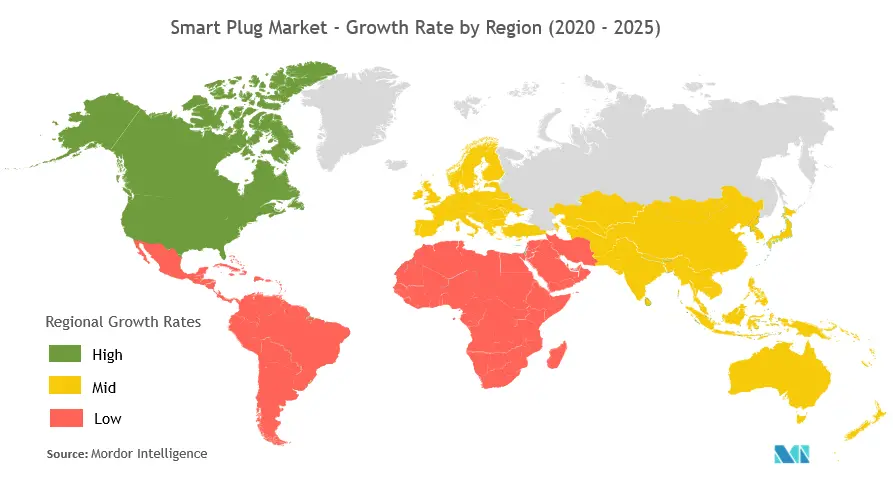 Smart Plug Market - Growth Rate by Region (2020 - 2025)
Regional Growth Rates
High
Mid
Low
Source: Mordor Intelligence